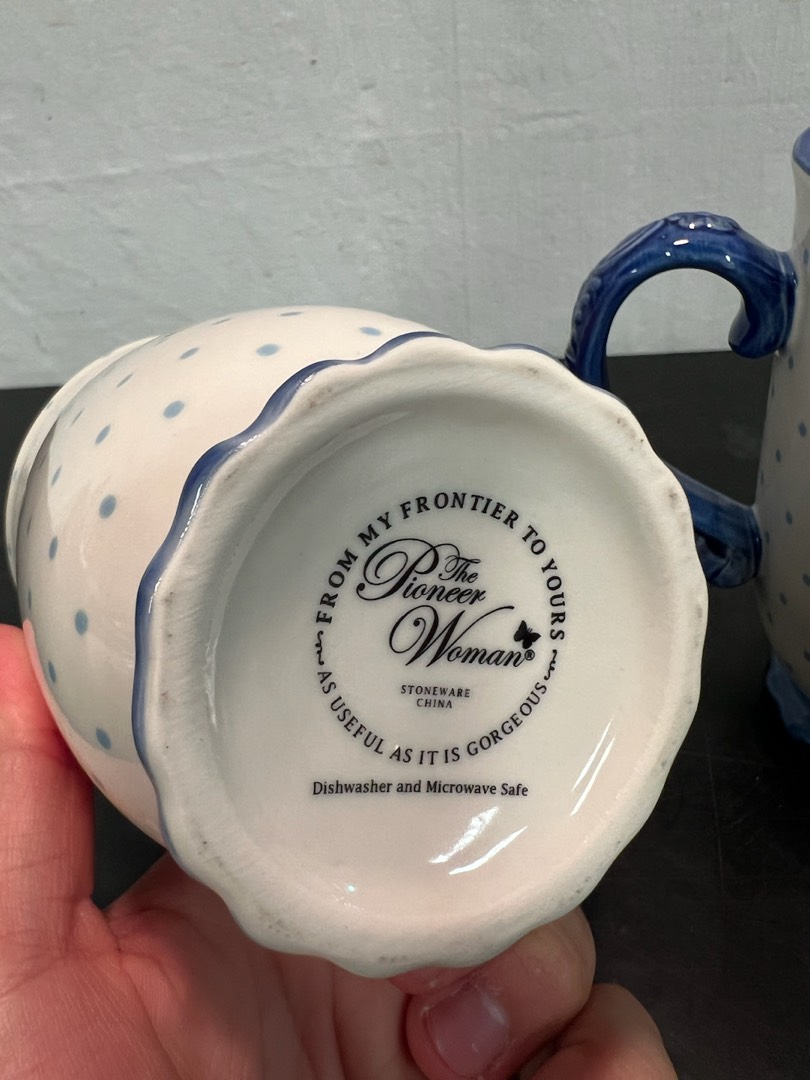 FROM MY FRONTIER TO YOURS
The
Pioneer
Woman®
STONEWARE
CHINA
AS USEFUL AS IT IS GORGEOUS
Dishwasher and Microwave Safe